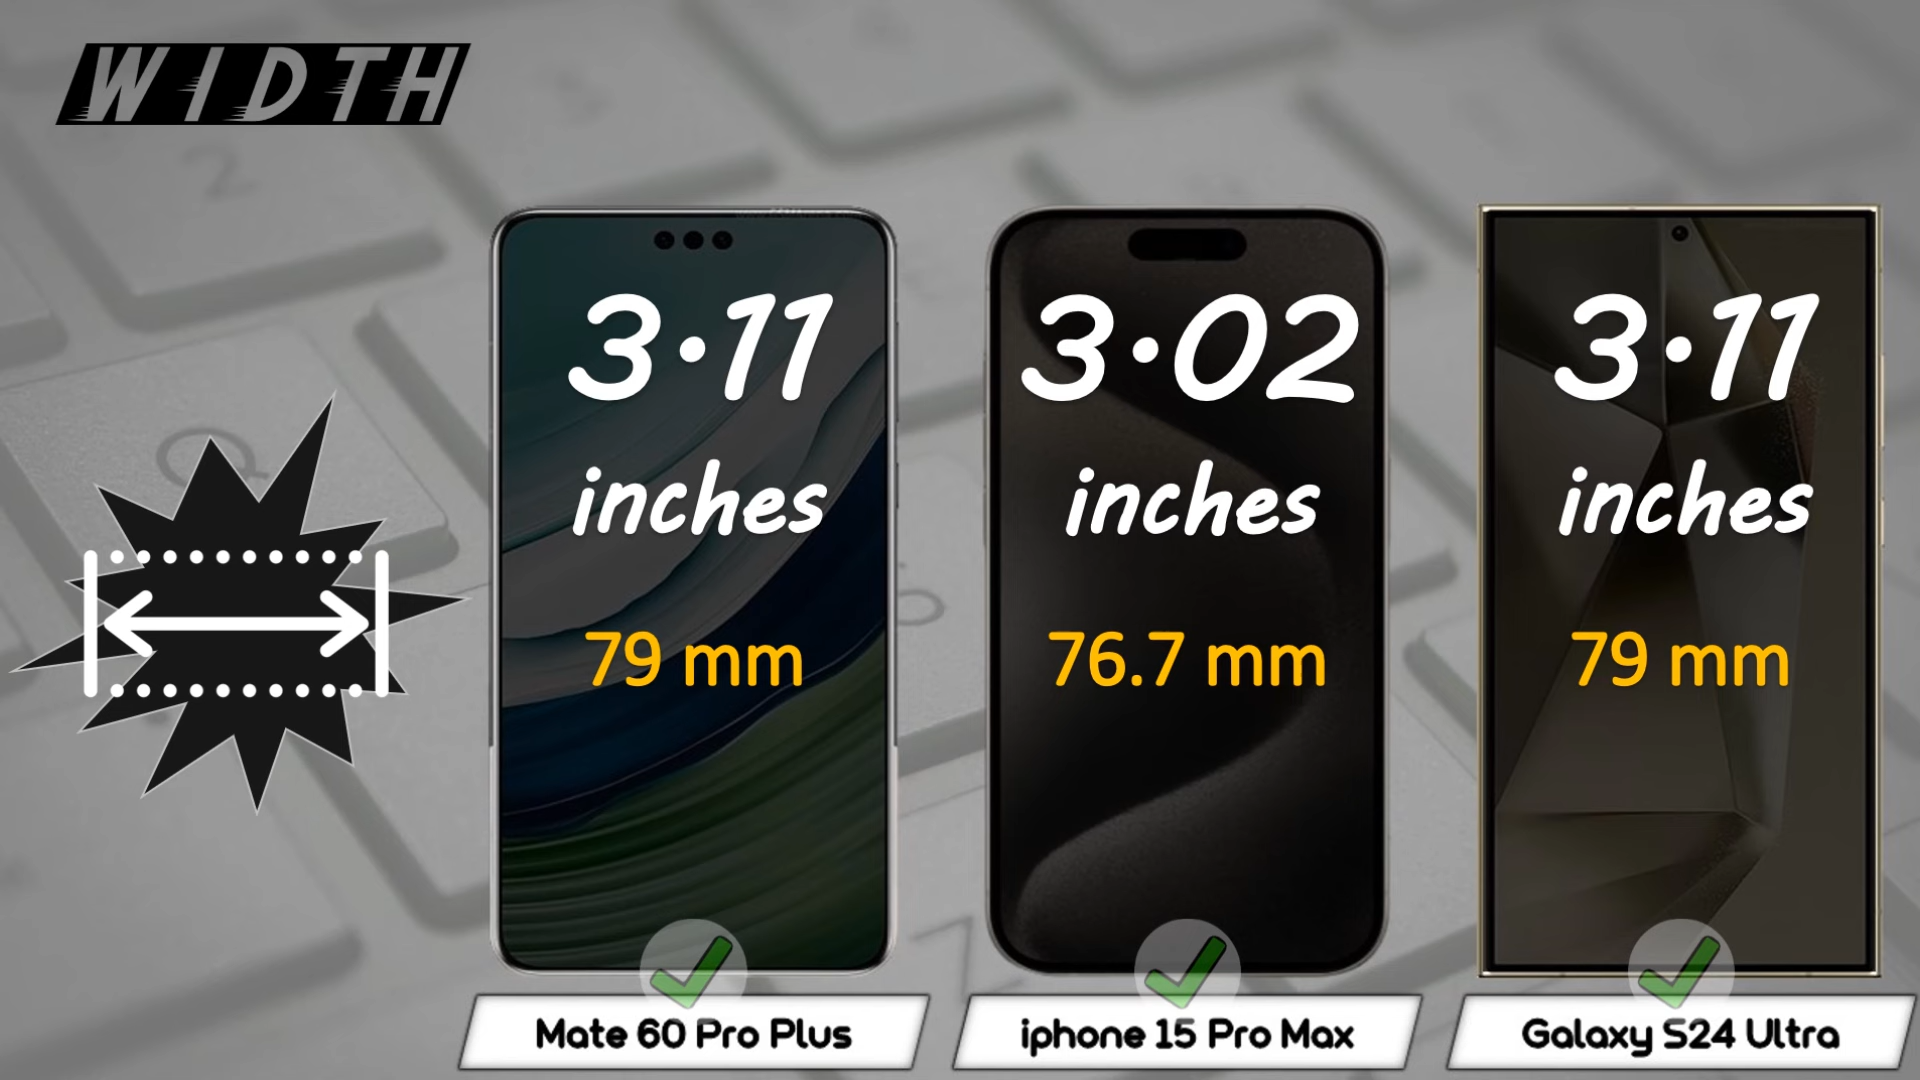 WIDTH
3.11
inches
79 mm
3.02
inches
76.7 mm
3.11
inches
79 mm
Mate 60 Pro Plus
iphone 15 Pro Max
Galaxy S24 Ultra
2
Q